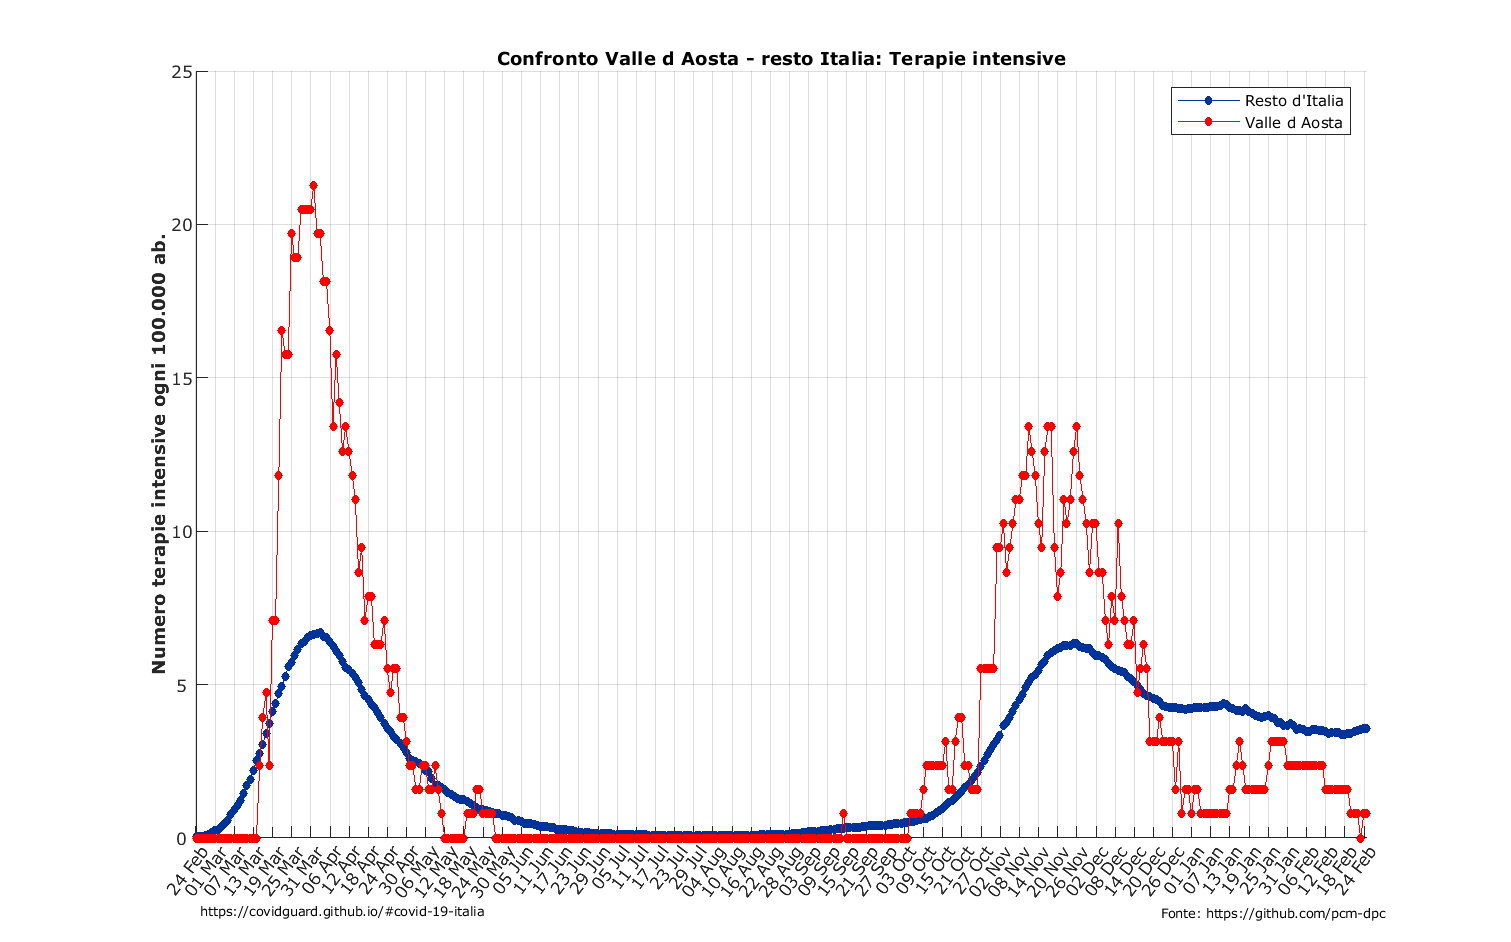 Confronto Valle d Aosta - resto Italia: Terapie intensive
Resto d'Italia
Valle d Aosta
Numero terapie intensive ogni 100.000 ab.
25
20
15
10
5
0
24 Feb
01 Mar
07 Mar
13 Mar
19 Mar
25 Mar
31 Mar
06 Apr
12 Apr
18 Apr
24 Apr
30 Apr
06 May
12 May
18 May
24 May
30 May
05 Jun
11 Jun
17 Jun
23 Jun
29 Jun
05 Jul
11 Jul
17 Jul
23 Jul
29 Jul
04 Aug
10 Aug
16 Aug
22 Aug
28 Aug
03 Sep
09 Sep
15 Sep
21 Sep
27 Sep
03 Oct
09 Oct
15 Oct
21 Oct
27 Oct
02 Nov
08 Nov
14 Nov
20 Nov
26 Nov
02 Dec
08 Dec
14 Dec
20 Dec
26 Dec
01 Jan
07 Jan
13 Jan
19 Jan
25 Jan
31 Jan
06 Feb
12 Feb
18 Feb
24 Feb
https://covidguard.github.io/#covid-19-italia
Fonte: https://github.com/pcm-dpc